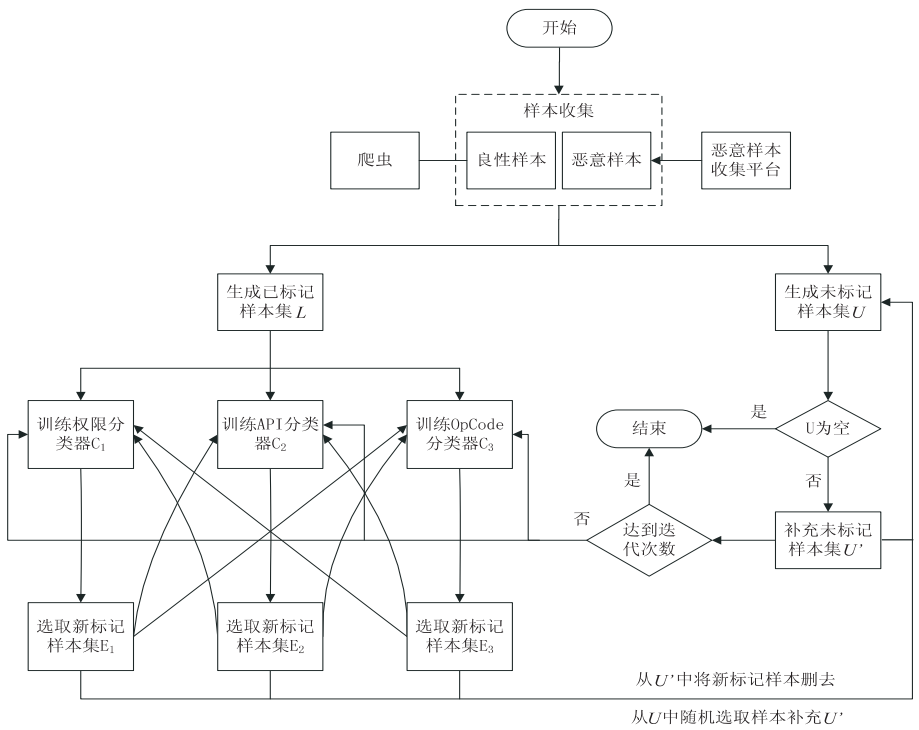 开始
样本收集
爬虫
良性样本
恶意样本
恶意样本
收集平台
生成已标记
样本集L
生成未标记
样本集U
训练权限分
类器C₁
训练API分类
器C₂
训练OpCode
分类器C₃
结束
是
U为空
否
是
否
达到迭
代次数
补充未标记
样本集U'
选取新标记
样本集E₁
选取新标记
样本集E₂
选取新标记
样本集E₃
从U'中将新标记样本删去
从U中随机选取样本补充U'